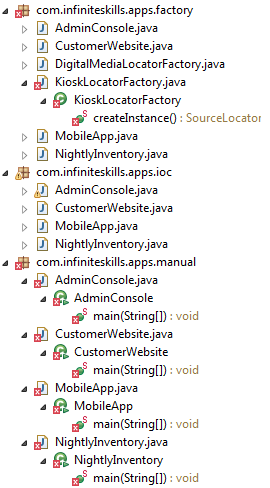 com.infiniteskills.apps.factory
AdminConsole.java
CustomerWebsite.java
DigitalMediaLocatorFactory.java
KioskLocatorFactory.java
KioskLocatorFactory
createInstance() : SourceLocator
MobileApp.java
NightlyInventory.java
com.infiniteskills.apps.ioc
AdminConsole.java
CustomerWebsite.java
MobileApp.java
NightlyInventory.java
com.infiniteskills.apps.manual
AdminConsole.java
AdminConsole
main(String[]) : void
CustomerWebsite.java
CustomerWebsite
main(String[]) : void
MobileApp.java
MobileApp
main(String[]) : void
NightlyInventory.java
NightlyInventory
main(String[]) : void